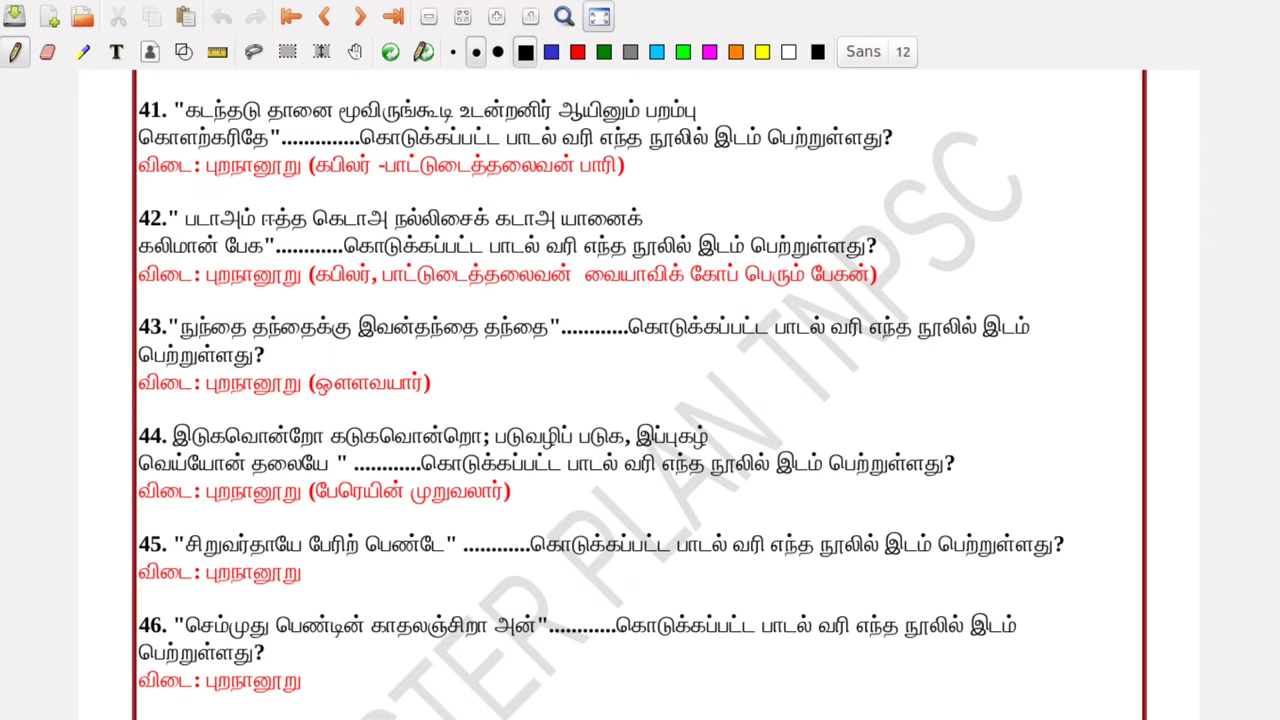 Sans 12
41. "கடந்தடு தானை மூவிருங்கூடி உடன்றனிர் ஆயினும் பறம்பு
கொளற்கரிதே"..............கொடுக்கப்பட்ட பாடல் வரி எந்த நூலில் இடம் பெற்றுள்ளது?
விடை: புறநானூறு (கபிலர் -பாட்டுடைத்தலைவன் பாரி)
42." படாஅம் ஈத்த கெடாஅ நல்லிசைக் கடாஅ யானைக்
கலிமான் பேக"............கொடுக்கப்பட்ட பாடல் வரி எந்த நூலில் இடம் பெற்றுள்ளது?
விடை: புறநானூறு (கபிலர், பாட்டுடைத்தலைவன் வையாவிக் கோப் பெரும் பேகன்)
43."நுந்தை தந்தைக்கு இவன்தந்தை தந்தை"............கொடுக்கப்பட்ட பாடல் வரி எந்த நூலில் இடம்
பெற்றுள்ளது?
விடை: புறநானூறு (ஔளவயார்)
44. இடுகவொன்றோ கடுகவொன்றொ; படுவழிப் படுக, இப்புகழ்
வெய்யோன் தலையே " ............கொடுக்கப்பட்ட பாடல் வரி எந்த நூலில் இடம் பெற்றுள்ளது?
விடை: புறநானூறு (பேரெயின் முறுவலார்)
45. "சிறுவர்தாயே பேரிற் பெண்டே" ............கொடுக்கப்பட்ட பாடல் வரி எந்த நூலில் இடம் பெற்றுள்ளது?
விடை: புறநானூறு
46. "செம்முது பெண்டின் காதலஞ்சிறா அன்"............கொடுக்கப்பட்ட பாடல் வரி எந்த நூலில் இடம்
பெற்றுள்ளது?
விடை: புறநானூறு
STER PLAN TNPSC